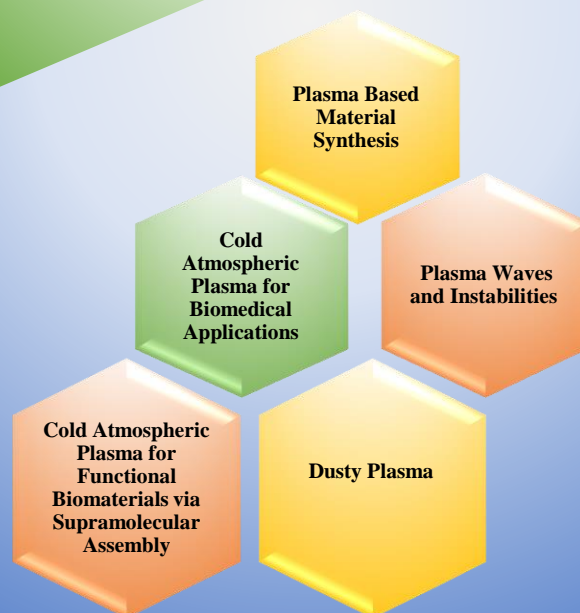 Plasma Based
Material
Synthesis
Cold
Atmospheric
Plasma for
Biomedical
Applications
Plasma Waves
and Instabilities
Cold Atmospheric
Plasma for
Functional
Biomaterials via
Supramolecular
Assembly
Dusty Plasma